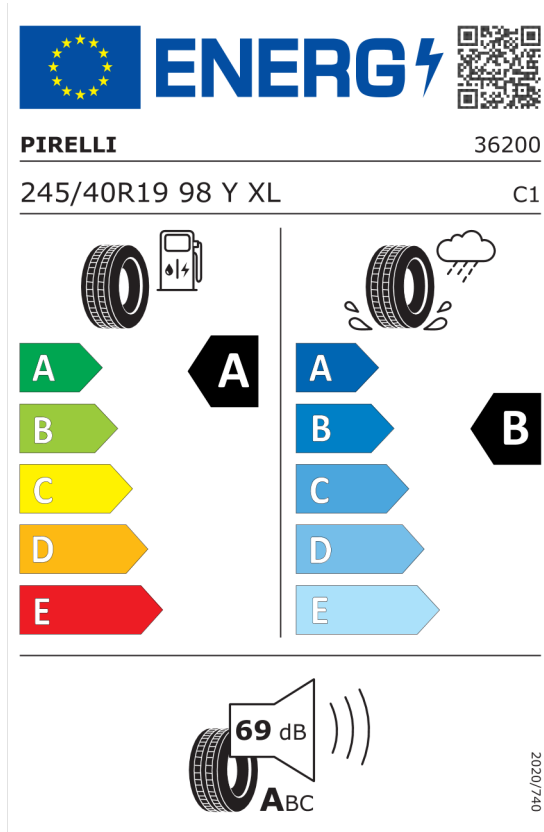 ENERG
PIRELLI
36200
245/40R19 98 Y XL
C1
A
B
C
D
E
A
A
B
C
D
E
B
69 dB
ABC
2020/740